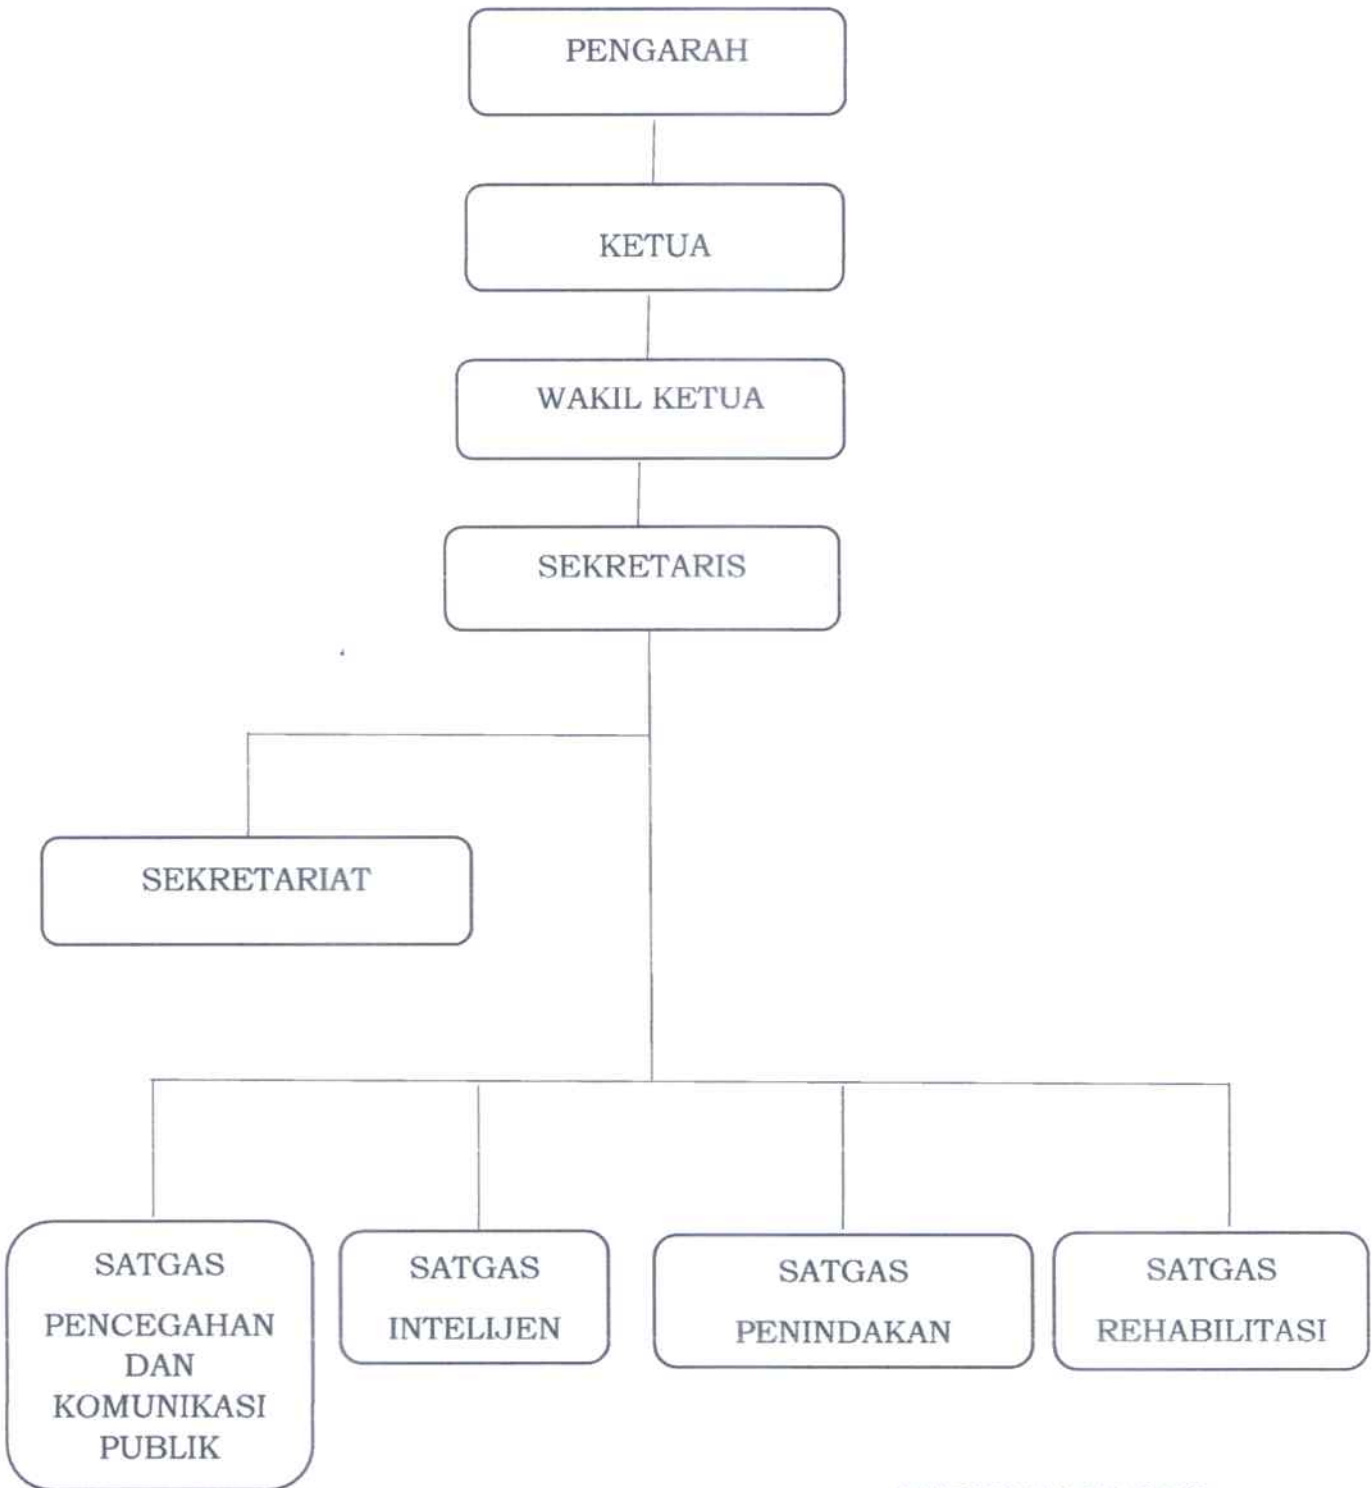 PENGARAH
KETUA
WAKIL KETUA
SEKRETARIS
SEKRETARIAT
SATGAS
PENCEGAHAN
DAN
KOMUNIKASI
PUBLIK
SATGAS
INTELIJEN
SATGAS
PENINDAKAN
SATGAS
REHABILITASI